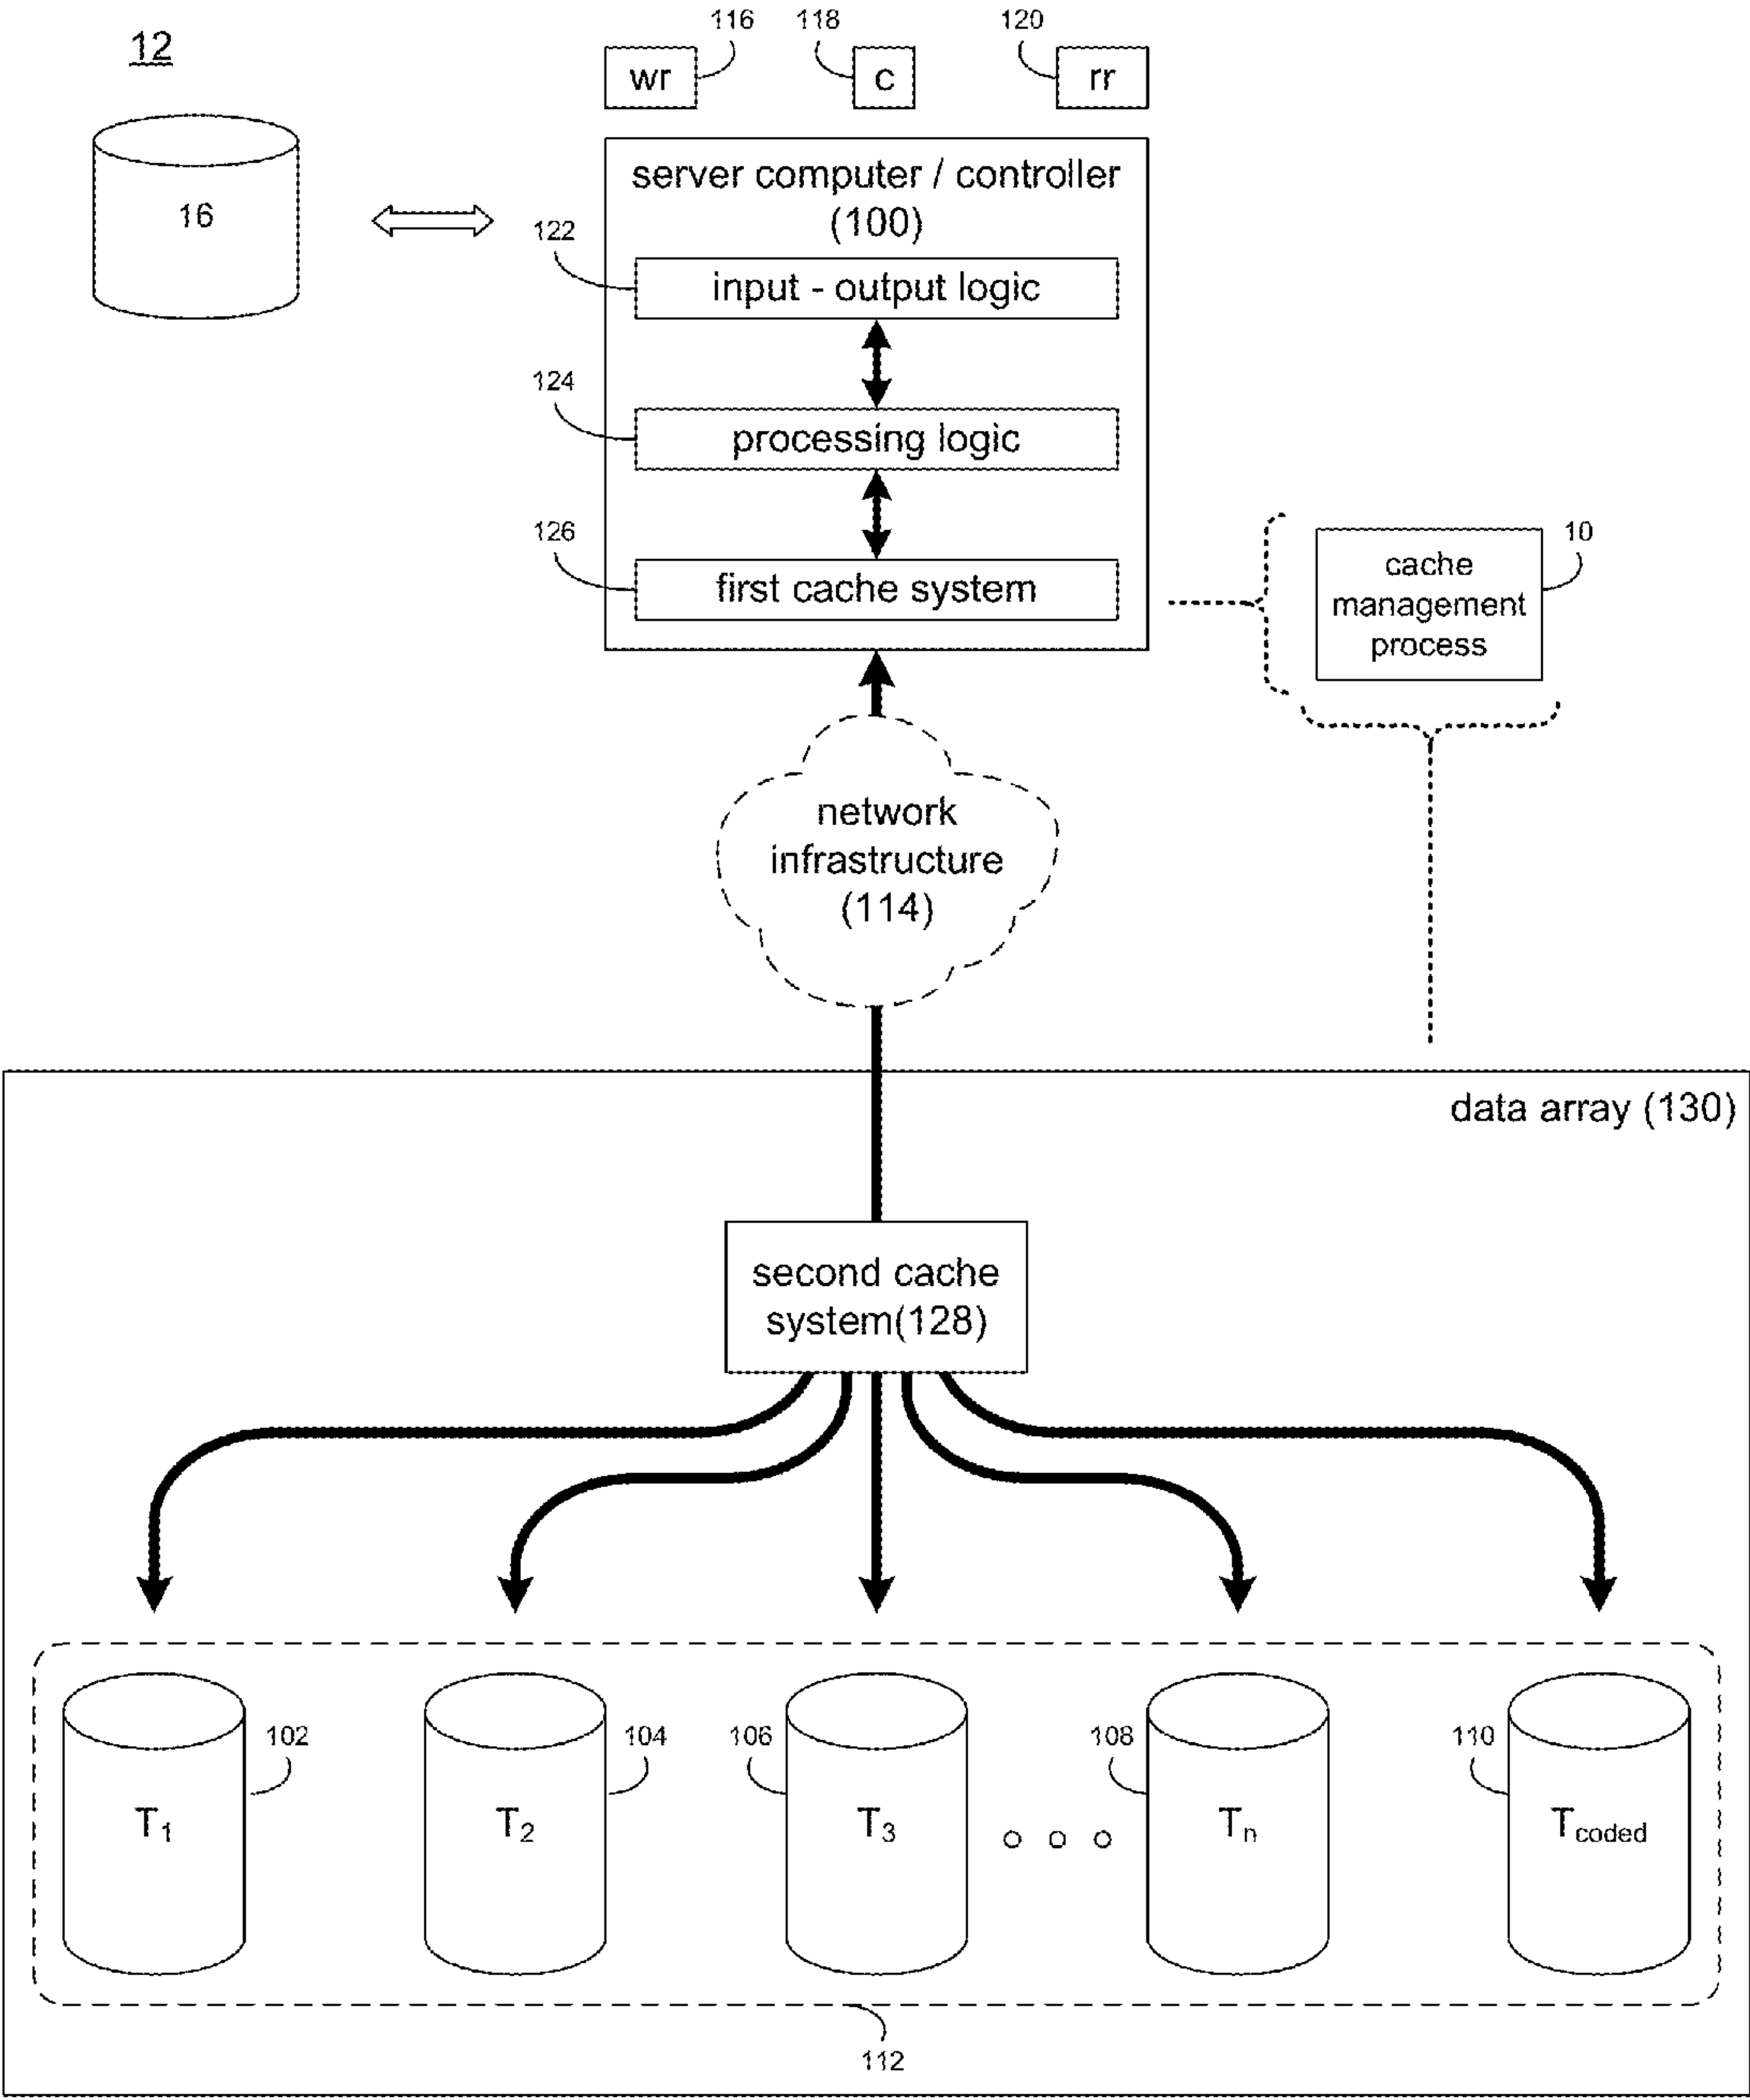 12
116
118
120
wr
c
rr
16
server computer / controller
(100)
122
input - output logic
124
processing logic
126
first cache system
10
cache
management
process
network
infrastructure
(114)
data array (130)
second cache
system(128)
102
104
106
108
110
T1
T2
T3
Tn
Tcoded
112